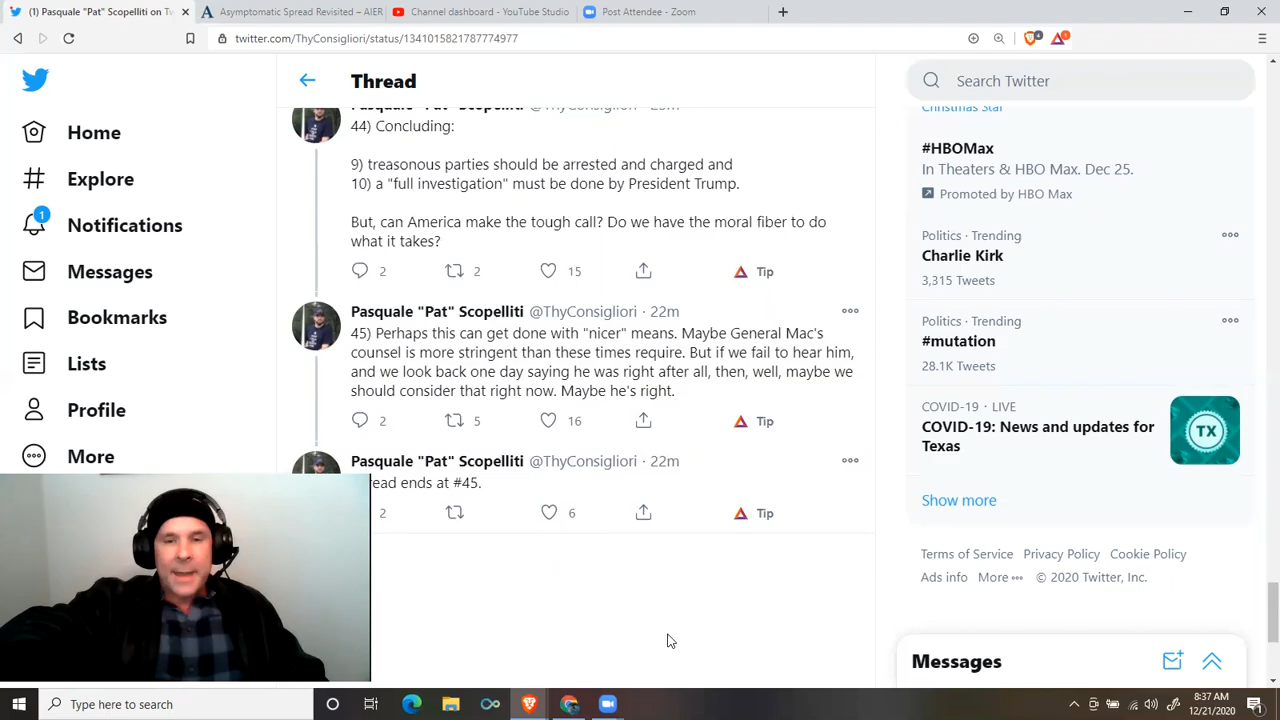 (1) Pasquale "Pat" Scopelliti on Tw
Asymptomatic Spread Revisited – AIER
Channel dashboard - YouTube Studio
Post Attendee - Zoom
twitter.com/ThyConsigliori/status/1341015821787774977
Home
Explore
1
Notifications
Messages
Bookmarks
Lists
Profile
More
Thread
Pasquale "Pat" Scopelliti @ThyConsigliori · 23m
44) Concluding:
9) treasonous parties should be arrested and charged and
10) a "full investigation" must be done by President Trump.
But, can America make the tough call? Do we have the moral fiber to do
what it takes?
2 2 15 Tip
Pasquale "Pat" Scopelliti @ThyConsigliori · 22m
45) Perhaps this can get done with "nicer" means. Maybe General Mac's
counsel is more stringent than these times require. But if we fail to hear him,
and we look back one day saying he was right after all, then, well, maybe we
should consider that right now. Maybe he's right.
2 5 16 Tip
Pasquale "Pat" Scopelliti @ThyConsigliori · 22m
read ends at #45.
2 6 Tip
Search Twitter
Christmas Star
#HBOMax
In Theaters & HBO Max. Dec 25.
Promoted by HBO Max
Politics · Trending
Charlie Kirk
3,315 Tweets
Politics · Trending
#mutation
28.1K Tweets
COVID-19 · LIVE
COVID-19: News and updates for
Texas
TX
Show more
Terms of Service Privacy Policy Cookie Policy
Ads info More © 2020 Twitter, Inc.
Messages
Type here to search
8:37 AM
12/21/2020